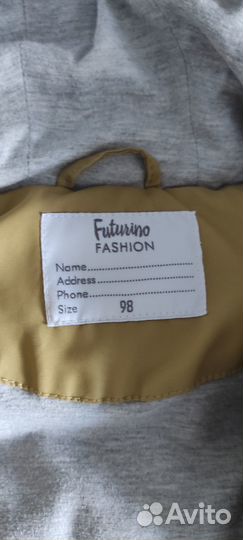 Futurino
FASHION
Name..............................
Address.........................
Phone............................
Size 98
Avito